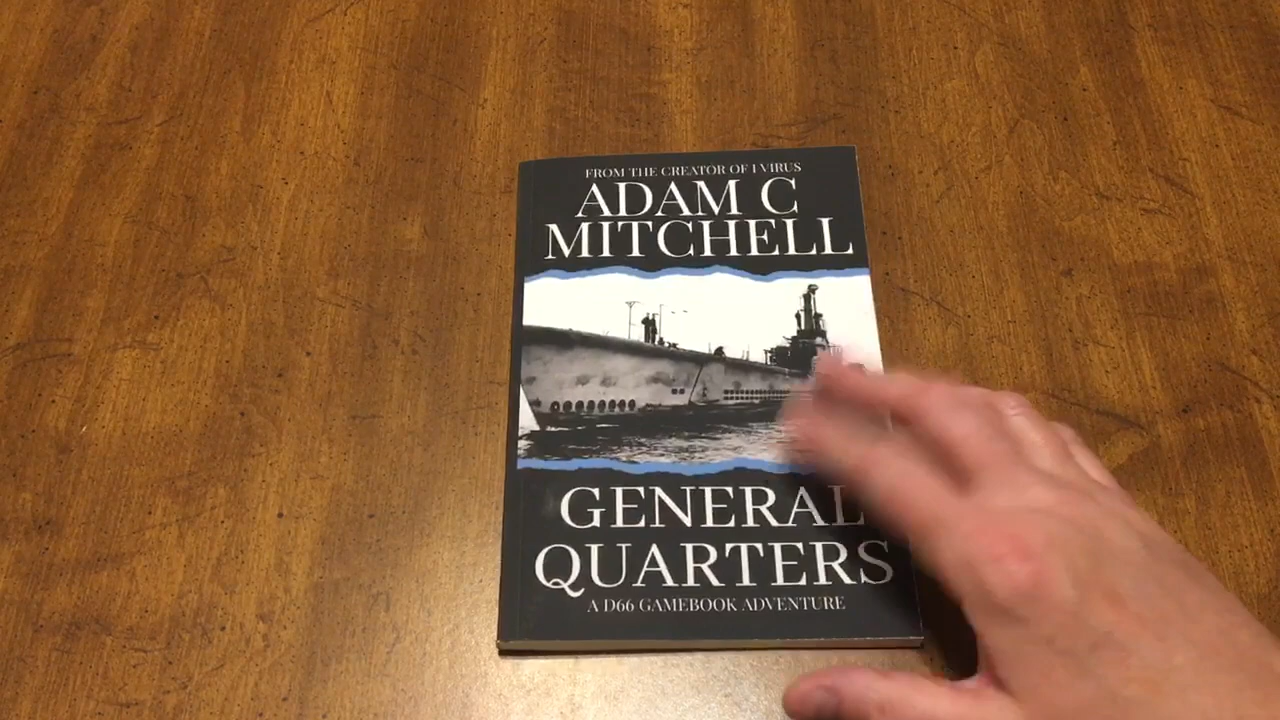 FROM THE CREATOR OF I VIRUS
ADAM C
MITCHELL
GENERAL
QUARTERS
A D66 GAMEBOOK ADVENTURE